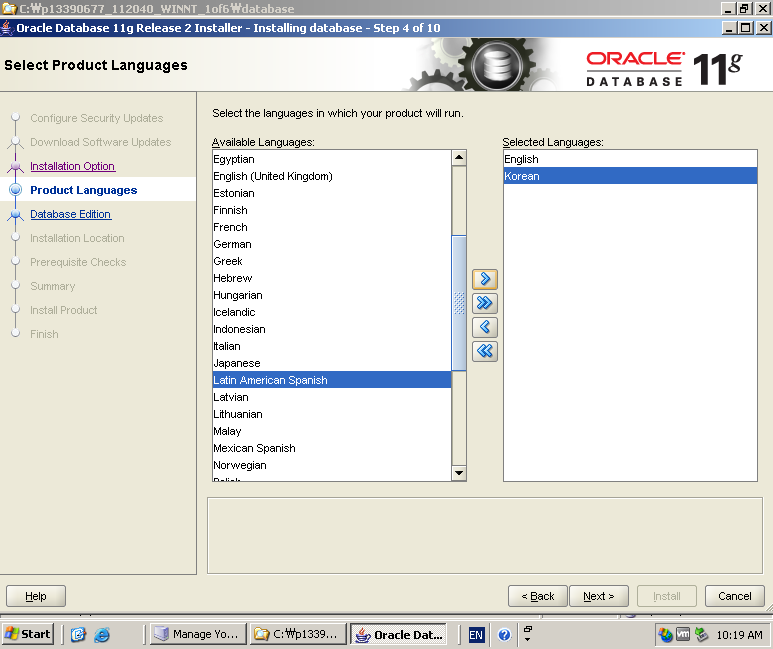 C:₩p13390677_112040_WINNT_1of6₩database
Oracle Database 11g Release 2 Installer - Installing database - Step 4 of 10
Select Product Languages
ORACLE
DATABASE
11g
Configure Security Updates
Download Software Updates
Installation Option
Product Languages
Database Edition
Installation Location
Prerequisite Checks
Summary
Install Product
Finish
Select the languages in which your product will run.
Available Languages:
Egyptian
English (United Kingdom)
Estonian
Finnish
French
German
Greek
Hebrew
Hungarian
Icelandic
Indonesian
Italian
Japanese
Latin American Spanish
Latvian
Lithuanian
Malay
Mexican Spanish
Norwegian
Selected Languages:
English
Korean
Help
< Back
Next >
Install
Cancel
Start
Manage Yo...
C:₩p1339...
Oracle Dat...
EN
vm
10:19 AM